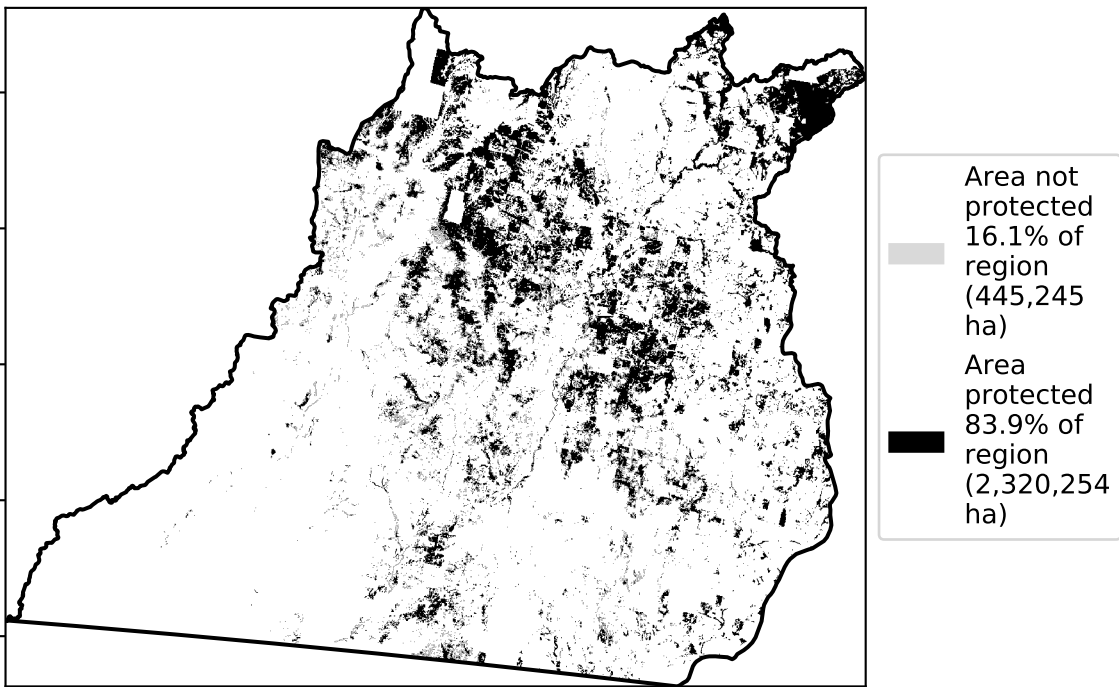 Area not
protected
16.1% of
region
(445,245
ha)
Area
protected
83.9% of
region
(2,320,254
ha)